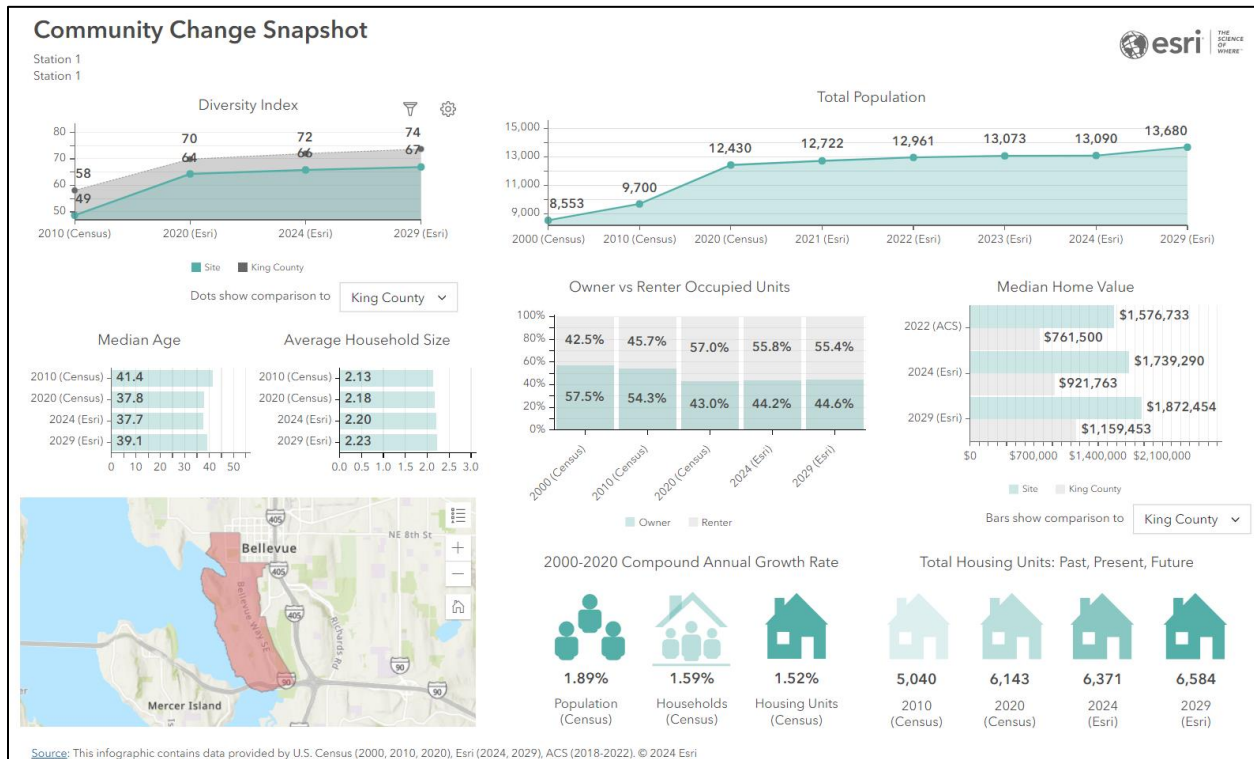 Community Change Snapshot
Station 1
Station 1
esri THE SCIENCE OF WHERE™
Diversity Index
80
70
60
50
58
49
70
64
72
66
74
67
2010 (Census) 2020 (Esri) 2024 (Esri) 2029 (Esri)
Site King County
Dots show comparison to King County
Total Population
15,000
13,000
11,000
9,000
8,553 9,700 12,430 12,722 12,961 13,073 13,090 13,680
2000 (Census) 2010 (Census) 2020 (Census) 2021 (Esri) 2022 (Esri) 2023 (Esri) 2024 (Esri) 2029 (Esri)
Median Age
2010 (Census) 41.4
2020 (Census) 37.8
2024 (Esri) 37.7
2029 (Esri) 39.1
0 10 20 30 40 50
Average Household Size
2010 (Census) 2.13
2020 (Census) 2.18
2024 (Esri) 2.20
2029 (Esri) 2.23
0.0 0.5 1.0 1.5 2.0 2.5 3.0
Owner vs Renter Occupied Units
100%
80%
60%
40%
20%
0%
42.5% 45.7% 57.0% 55.8% 55.4%
57.5% 54.3% 43.0% 44.2% 44.6%
2000 (Census) 2010 (Census) 2020 (Census) 2024 (Esri) 2029 (Esri)
Owner Renter
Median Home Value
2022 (ACS) $1,576,733
$761,500
2024 (Esri) $1,739,290
$921,763
2029 (Esri) $1,872,454
$1,159,453
$0 $700,000 $1,400,000 $2,100,000
Site King County
Bars show comparison to King County
405
NE 8th St
Bellevue
405
Bellevue Way SE
405
Richards Rd
90
90
90
Mercer Island
2000-2020 Compound Annual Growth Rate
1.89% 1.59% 1.52%
Population (Census)
Households (Census)
Housing Units (Census)
Total Housing Units: Past, Present, Future
5,040 6,143 6,371 6,584
2010 (Census)
2020 (Census)
2024 (Esri)
2029 (Esri)
Source: This infographic contains data provided by U.S. Census (2000, 2010, 2020), Esri (2024, 2029), ACS (2018-2022). © 2024 Esri